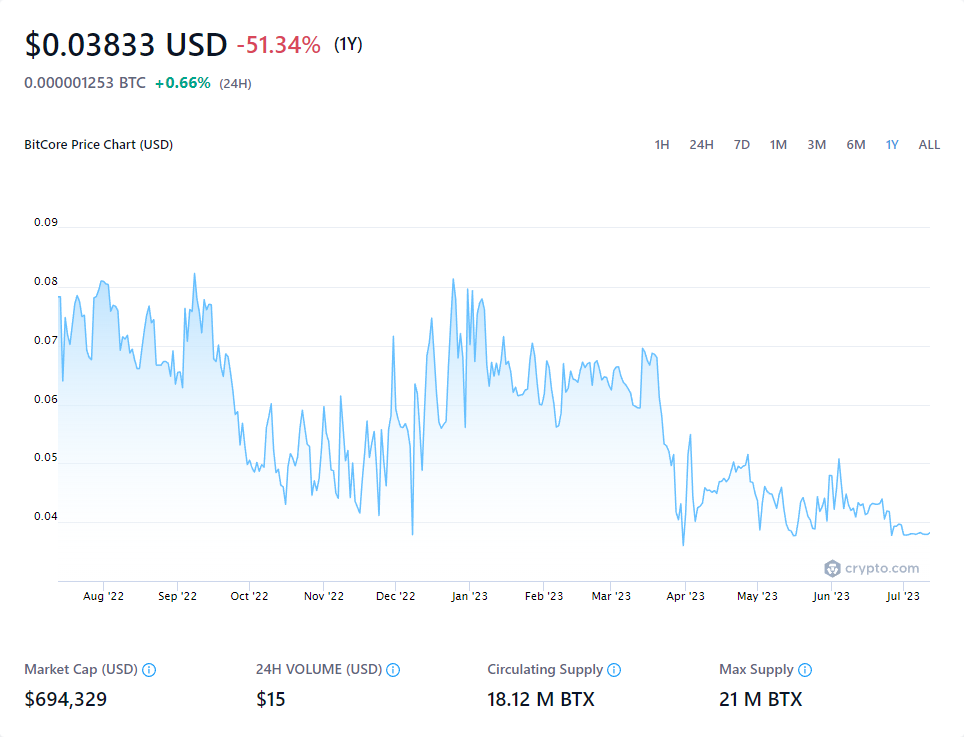 $0.03833 USD -51.34% (1Y)
0.000001253 BTC +0.66% (24H)
BitCore Price Chart (USD) 1H 24H 7D 1M 3M 6M 1Y ALL
0.09
0.08
0.07
0.06
0.05
0.04
crypto.com
Aug '22 Sep '22 Oct '22 Nov '22 Dec '22 Jan '23 Feb '23 Mar '23 Apr '23 May '23 Jun '23 Jul '23
Market Cap (USD) 24H VOLUME (USD) Circulating Supply Max Supply
$694,329 $15 18.12 M BTX 21 M BTX